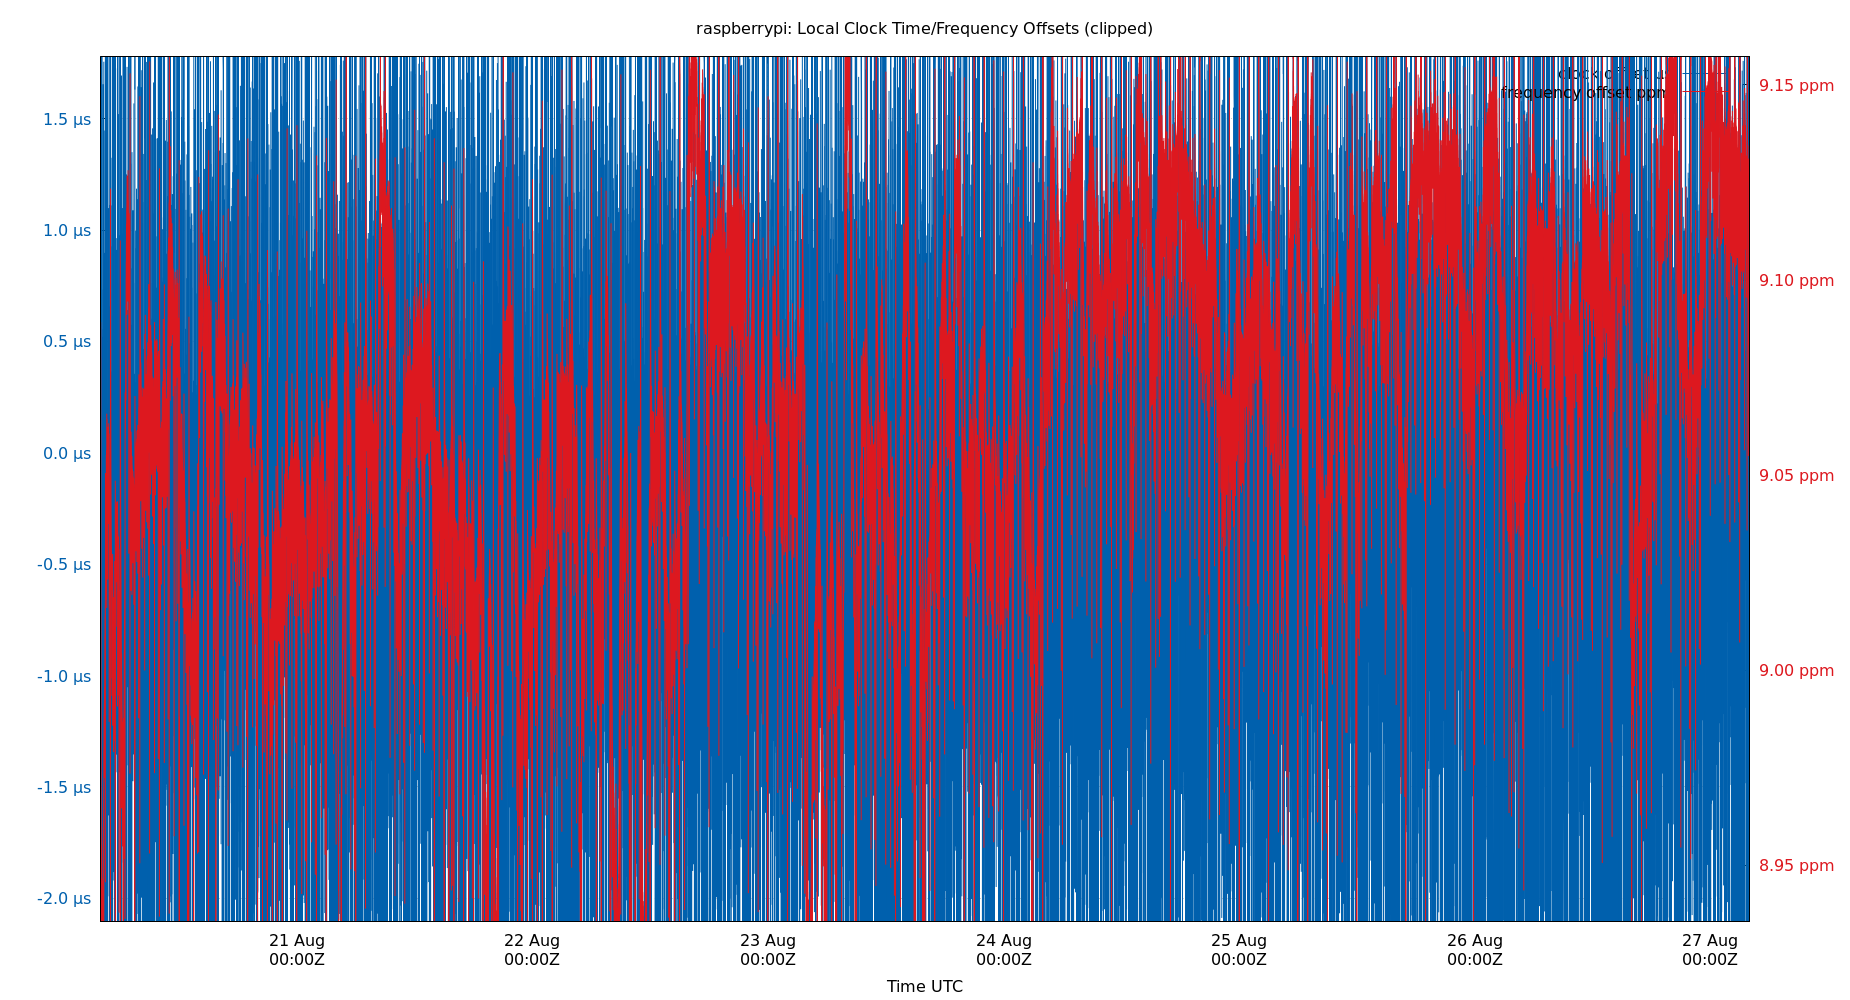 raspberrypi: Local Clock Time/Frequency Offsets (clipped)
clock offset µs
frequency offset ppm
1.5 µs
1.0 µs
0.5 µs
0.0 µs
-0.5 µs
-1.0 µs
-1.5 µs
-2.0 µs
9.15 ppm
9.10 ppm
9.05 ppm
9.00 ppm
8.95 ppm
21 Aug
00:00Z
22 Aug
00:00Z
23 Aug
00:00Z
24 Aug
00:00Z
25 Aug
00:00Z
26 Aug
00:00Z
27 Aug
00:00Z
Time UTC